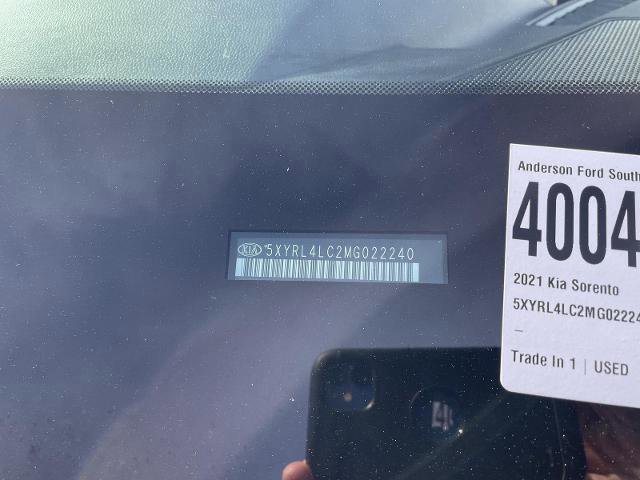 KIA 5XYRL4LC2MG022240
Anderson Ford South
4004
2021 Kia Sorento
5XYRL4LC2MG02224
–
Trade In 1 | USED